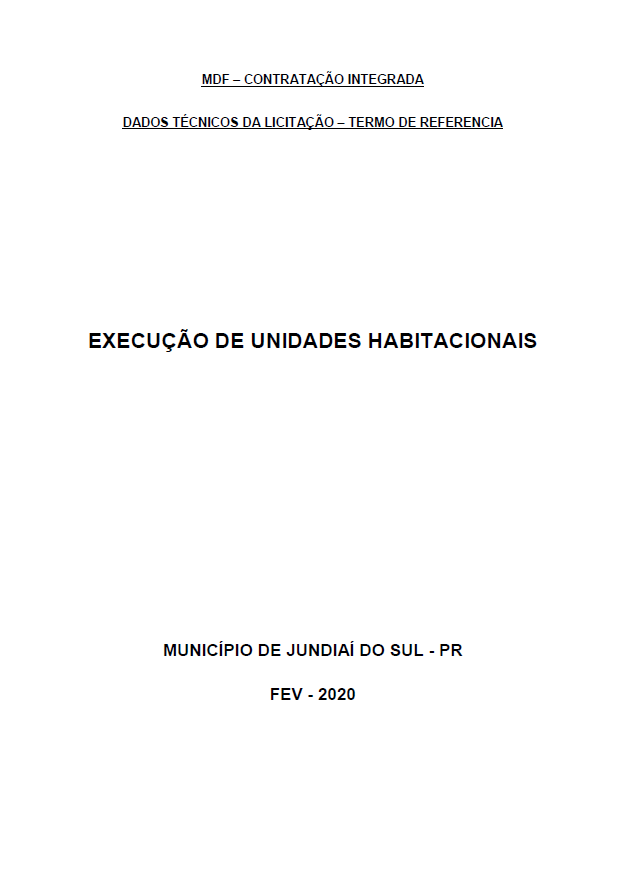 MDF – CONTRATAÇÃO INTEGRADA
DADOS TÉCNICOS DA LICITAÇÃO – TERMO DE REFERENCIA
EXECUÇÃO DE UNIDADES HABITACIONAIS
MUNICÍPIO DE JUNDIAÍ DO SUL - PR
FEV - 2020